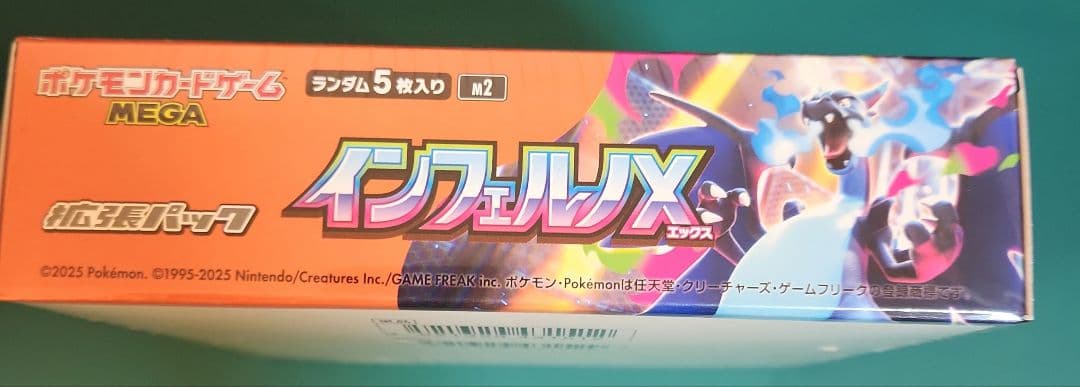 ポケモンカードゲーム
MEGA
ランダム5枚入り
M2
インフェルノX
エックス
拡張パック
©2025 Pokémon. ©1995-2025 Nintendo/Creatures Inc./GAME FREAK inc. ポケモン・Pokémonは任天堂・クリーチャーズ・ゲームフリークの登録商標です